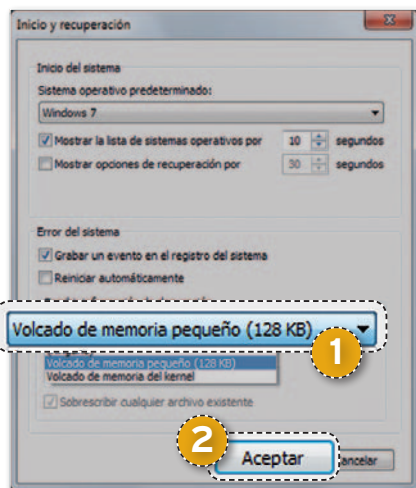 Inicio y recuperación
Inicio del sistema
Sistema operativo predeterminado:
Windows 7
Mostrar la lista de sistemas operativos por 10 segundos
Mostrar opciones de recuperación por 30 segundos
Error del sistema
Grabar un evento en el registro del sistema
Reiniciar automáticamente
Volcado de memoria pequeño (128 KB)
1
Volcado de memoria pequeño (128 KB)
Volcado de memoria del kernel
Sobrescribir cualquier archivo existente
2
Aceptar